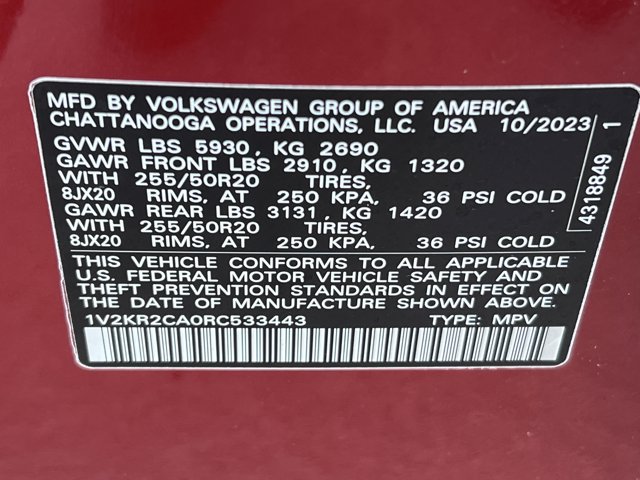 MFD BY VOLKSWAGEN GROUP OF AMERICA
CHATTANOOGA OPERATIONS, LLC. USA 10/2023
GVWR LBS 5930, KG 2690
GAWR FRONT LBS 2910, KG 1320
WITH 255/50R20 TIRES,
8JX20 RIMS, AT 250 KPA, 36 PSI COLD
GAWR REAR LBS 3131, KG 1420
WITH 255/50R20 TIRES,
8JX20 RIMS, AT 250 KPA, 36 PSI COLD
THIS VEHICLE CONFORMS TO ALL APPLICABLE
U.S. FEDERAL MOTOR VEHICLE SAFETY AND
THEFT PREVENTION STANDARDS IN EFFECT ON
THE DATE OF MANUFACTURE SHOWN ABOVE.
1V2KR2CA0RC533443 TYPE: MPV
4318849 1